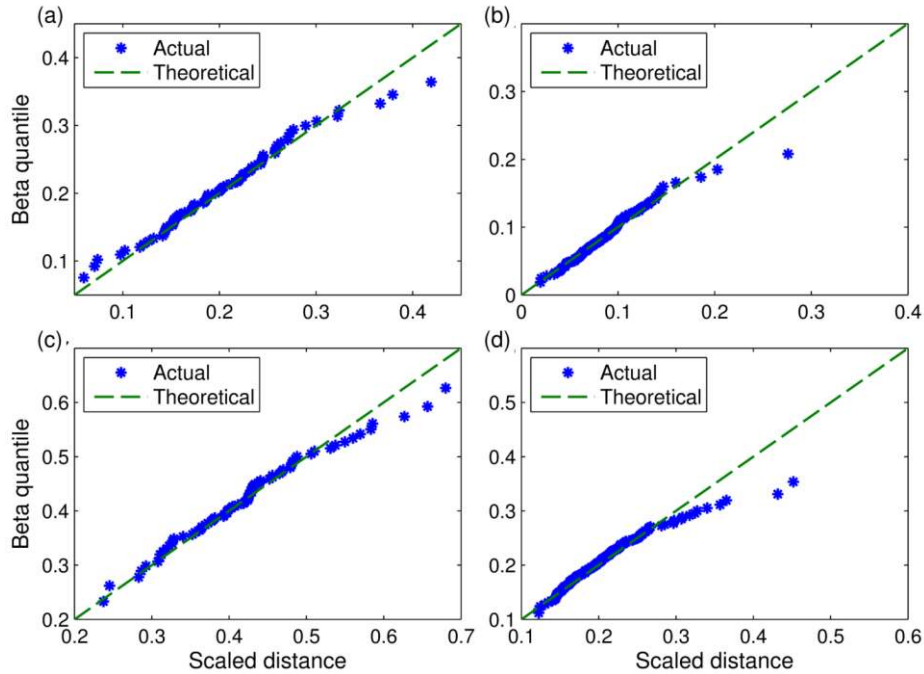 (a)
Actual
Theoretical
Beta quantile
0.4
0.3
0.2
0.1
0.1 0.2 0.3 0.4
(b)
Actual
Theoretical
0.4
0.3
0.2
0.1
0
0 0.1 0.2 0.3 0.4
(c)
Actual
Theoretical
Beta quantile
0.6
0.5
0.4
0.3
0.2
0.2 0.3 0.4 0.5 0.6 0.7
Scaled distance
(d)
Actual
Theoretical
0.5
0.4
0.3
0.2
0.1
0.1 0.2 0.3 0.4 0.5 0.6
Scaled distance